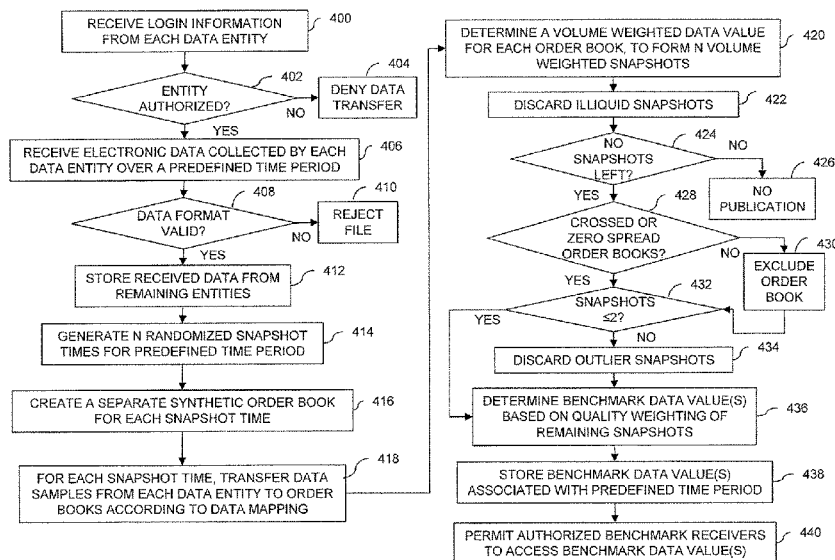 RECEIVE LOGIN INFORMATION
FROM EACH DATA ENTITY
400
ENTITY
AUTHORIZED?
402
NO
DENY DATA
TRANSFER
404
YES
RECEIVE ELECTRONIC DATA COLLECTED BY EACH
DATA ENTITY OVER A PREDEFINED TIME PERIOD
406
DATA FORMAT
VALID?
408
NO
REJECT
FILE
410
YES
STORE RECEIVED DATA FROM
REMAINING ENTITIES
412
GENERATE N RANDOMIZED SNAPSHOT
TIMES FOR PREDEFINED TIME PERIOD
414
CREATE A SEPARATE SYNTHETIC ORDER BOOK
FOR EACH SNAPSHOT TIME
416
FOR EACH SNAPSHOT TIME, TRANSFER DATA
SAMPLES FROM EACH DATA ENTITY TO ORDER
BOOKS ACCORDING TO DATA MAPPING
418
DETERMINE A VOLUME WEIGHTED DATA VALUE
FOR EACH ORDER BOOK, TO FORM N VOLUME
WEIGHTED SNAPSHOTS
420
DISCARD ILLIQUID SNAPSHOTS
422
NO
SNAPSHOTS
LEFT?
424
NO
NO
PUBLICATION
426
YES
CROSSED OR
ZERO SPREAD
ORDER BOOKS?
428
NO
EXCLUDE
ORDER
BOOK
430
YES
SNAPSHOTS
≤2?
432
YES
NO
DISCARD OUTLIER SNAPSHOTS
434
DETERMINE BENCHMARK DATA VALUE(S)
BASED ON QUALITY WEIGHTING OF
REMAINING SNAPSHOTS
436
STORE BENCHMARK DATA VALUE(S)
ASSOCIATED WITH PREDEFINED TIME PERIOD
438
PERMIT AUTHORIZED BENCHMARK RECEIVERS
TO ACCESS BENCHMARK DATA VALUE(S)
440